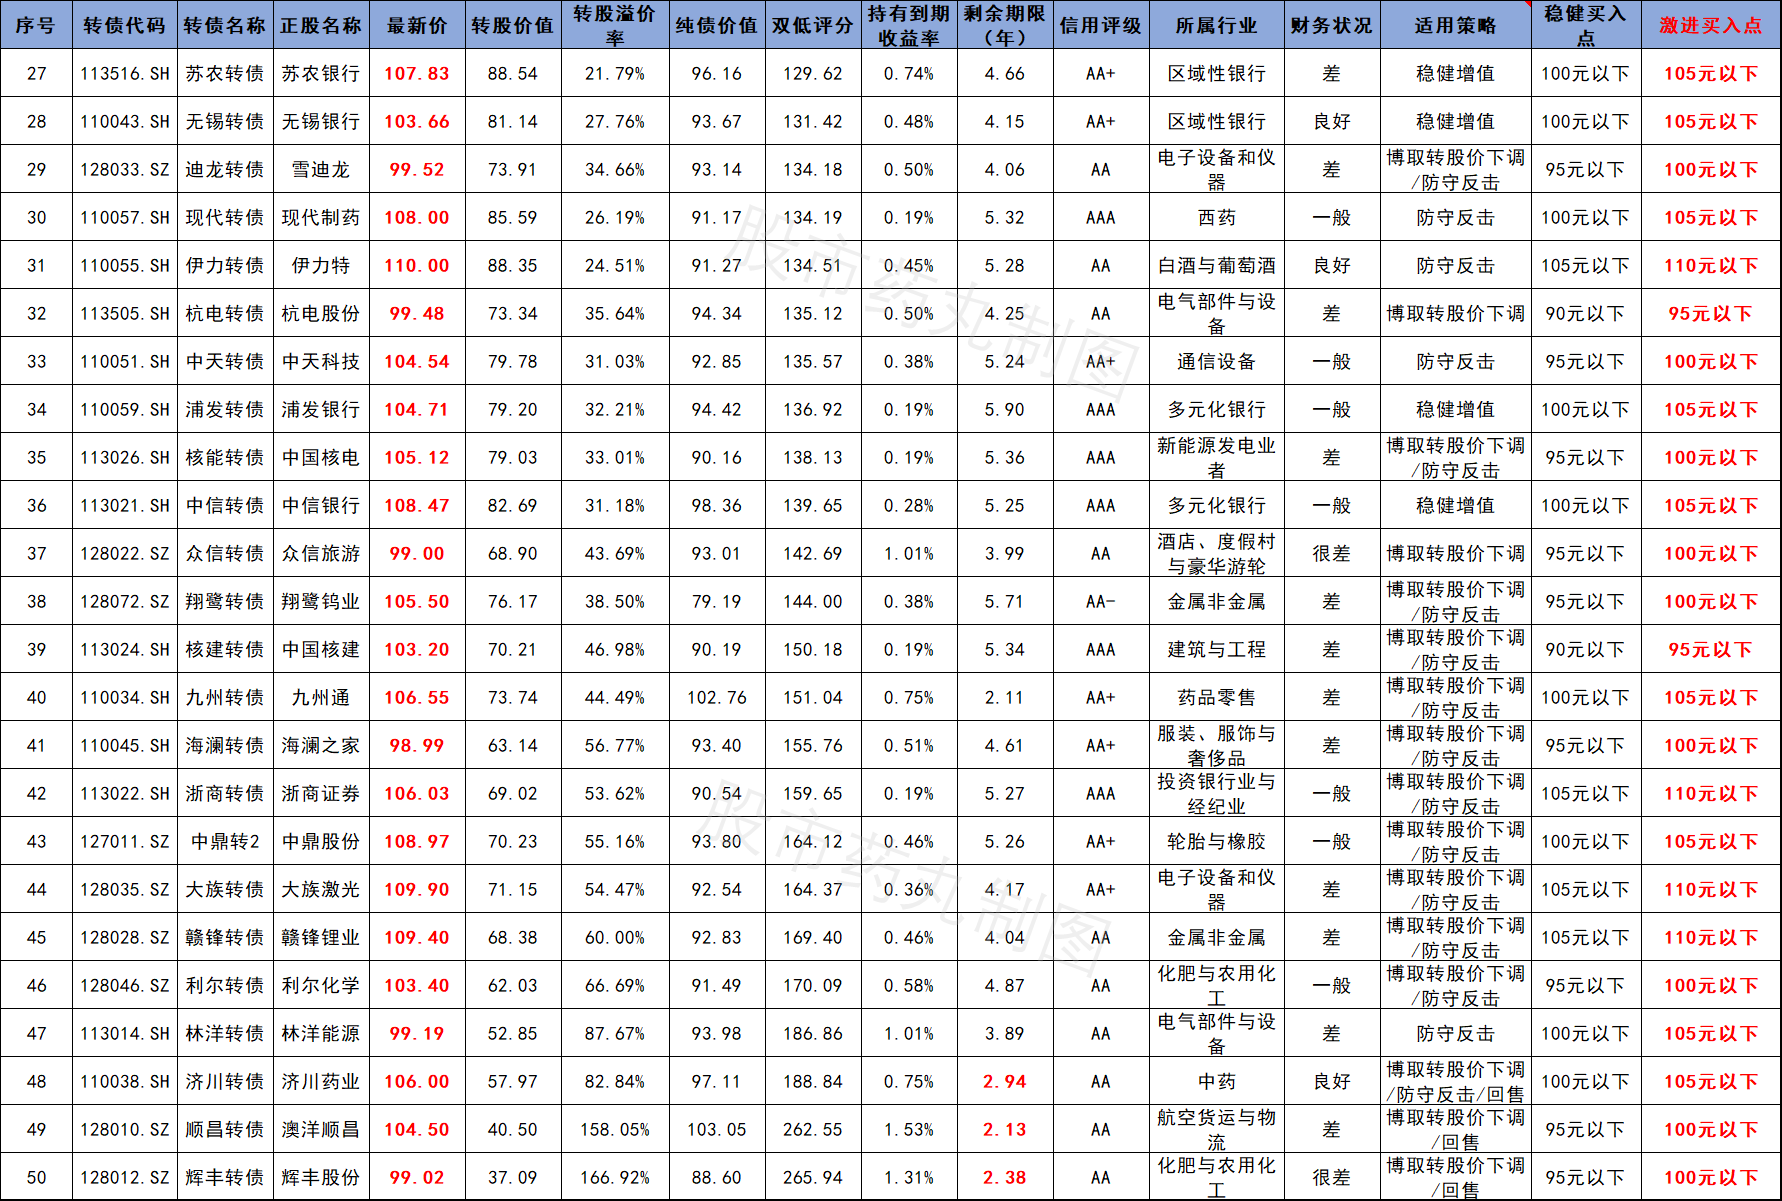 序号 转债代码 转债名称 正股名称 最新价 转股价值 转股溢价率 纯债价值 双低评分 持有到期收益率 剩余期限（年） 信用评级 所属行业 财务状况 适用策略 稳健买入点 激进买入点
27 113516.SH 苏农转债 苏农银行 107.83 88.54 21.79% 96.16 129.62 0.74% 4.66 AA+ 区域性银行 差 稳健增值 100元以下 105元以下
28 110043.SH 无锡转债 无锡银行 103.66 81.14 27.76% 93.67 131.42 0.48% 4.15 AA+ 区域性银行 良好 稳健增值 100元以下 105元以下
29 128033.SZ 迪龙转债 雪迪龙 99.52 73.91 34.66% 93.14 134.18 0.50% 4.06 AA 电子设备和仪器 差 博取转股价下调/防守反击 95元以下 100元以下
30 110057.SH 现代转债 现代制药 108.00 85.59 26.19% 91.17 134.19 0.19% 5.32 AAA 西药 一般 防守反击 100元以下 105元以下
31 110055.SH 伊力转债 伊力特 110.00 88.35 24.51% 91.27 134.51 0.45% 5.28 AA 白酒与葡萄酒 良好 防守反击 105元以下 110元以下
32 113505.SH 杭电转债 杭电股份 99.48 73.34 35.64% 94.34 135.12 0.50% 4.25 AA 电气部件与设备 差 博取转股价下调 90元以下 95元以下
33 110051.SH 中天转债 中天科技 104.54 79.78 31.03% 92.85 135.57 0.38% 5.24 AA+ 通信设备 一般 防守反击 95元以下 100元以下
34 110059.SH 浦发转债 浦发银行 104.71 79.20 32.21% 94.42 136.92 0.19% 5.90 AAA 多元化银行 一般 稳健增值 100元以下 105元以下
35 113026.SH 核能转债 中国核电 105.12 79.03 33.01% 90.16 138.13 0.19% 5.36 AAA 新能源发电业者 差 博取转股价下调/防守反击 95元以下 100元以下
36 113021.SH 中信转债 中信银行 108.47 82.69 31.18% 98.36 139.65 0.28% 5.25 AAA 多元化银行 一般 稳健增值 100元以下 105元以下
37 128022.SZ 众信转债 众信旅游 99.00 68.90 43.69% 93.01 142.69 1.01% 3.99 AA 酒店、度假村与豪华游轮 很差 博取转股价下调 95元以下 100元以下
38 128072.SZ 翔鹭转债 翔鹭钨业 105.50 76.17 38.50% 79.19 144.00 0.38% 5.71 AA- 金属非金属 差 博取转股价下调/防守反击 95元以下 100元以下
39 113024.SH 核建转债 中国核建 103.20 70.21 46.98% 90.19 150.18 0.19% 5.34 AAA 建筑与工程 差 博取转股价下调/防守反击 90元以下 95元以下
40 110034.SH 九州转债 九州通 106.55 73.74 44.49% 102.76 151.04 0.75% 2.11 AA+ 药品零售 差 博取转股价下调/防守反击 100元以下 105元以下
41 110045.SH 海澜转债 海澜之家 98.99 63.14 56.77% 93.40 155.76 0.51% 4.61 AA+ 服装、服饰与奢侈品 差 博取转股价下调/防守反击 95元以下 100元以下
42 113022.SH 浙商转债 浙商证券 106.03 69.02 53.62% 90.54 159.65 0.19% 5.27 AAA 投资银行业与经纪业 一般 博取转股价下调/防守反击 105元以下 110元以下
43 127011.SZ 中鼎转2 中鼎股份 108.97 70.23 55.16% 93.80 164.12 0.46% 5.26 AA+ 轮胎与橡胶 一般 博取转股价下调/防守反击 100元以下 105元以下
44 128035.SZ 大族转债 大族激光 109.90 71.15 54.47% 92.54 164.37 0.36% 4.17 AA+ 电子设备和仪器 差 博取转股价下调/防守反击 105元以下 110元以下
45 128028.SZ 赣锋转债 赣锋锂业 109.40 68.38 60.00% 92.83 169.40 0.46% 4.04 AA 金属非金属 差 博取转股价下调/防守反击 105元以下 110元以下
46 128046.SZ 利尔转债 利尔化学 103.40 62.03 66.69% 91.49 170.09 0.58% 4.87 AA 化肥与农用化工 一般 博取转股价下调/防守反击 95元以下 100元以下
47 113014.SH 林洋转债 林洋能源 99.19 52.85 87.67% 93.98 186.86 1.01% 3.89 AA 电气部件与设备 差 防守反击 100元以下 105元以下
48 110038.SH 济川转债 济川药业 106.00 57.97 82.84% 97.11 188.84 0.75% 2.94 AA 中药 良好 博取转股价下调/防守反击/回售 100元以下 105元以下
49 128010.SZ 顺昌转债 澳洋顺昌 104.50 40.50 158.05% 103.05 262.55 1.53% 2.13 AA 航空货运与物流 差 博取转股价下调/回售 95元以下 100元以下
50 128012.SZ 辉丰转债 辉丰股份 99.02 37.09 166.92% 88.60 265.94 1.31% 2.38 AA 化肥与农用化工 很差 博取转股价下调/回售 95元以下 100元以下
股市药丸制图
股市药丸制图